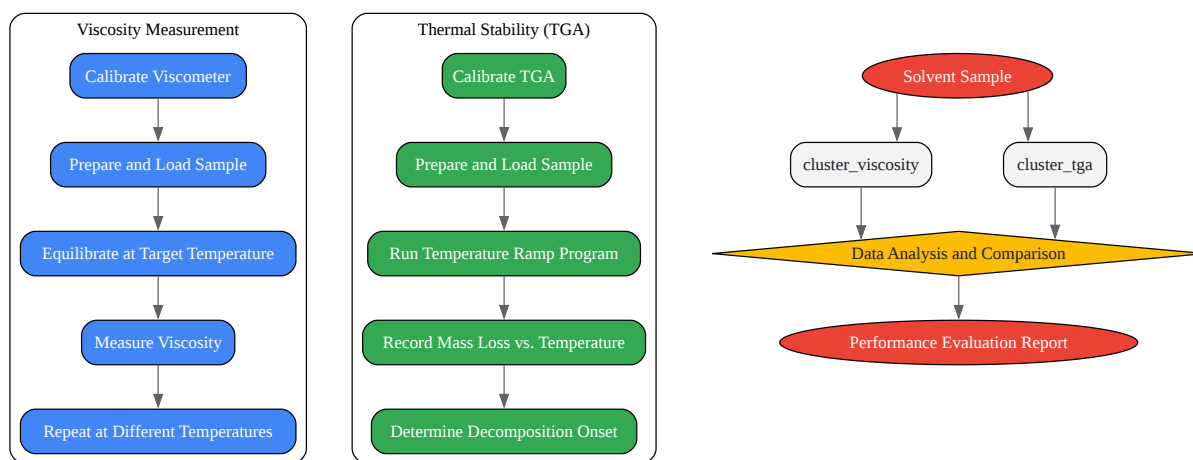 Viscosity Measurement
Calibrate Viscometer
Prepare and Load Sample
Equilibrate at Target Temperature
Measure Viscosity
Repeat at Different Temperatures
Thermal Stability (TGA)
Calibrate TGA
Prepare and Load Sample
Run Temperature Ramp Program
Record Mass Loss vs. Temperature
Determine Decomposition Onset
Solvent Sample
cluster_viscosity
cluster_tga
Data Analysis and Comparison
Performance Evaluation Report